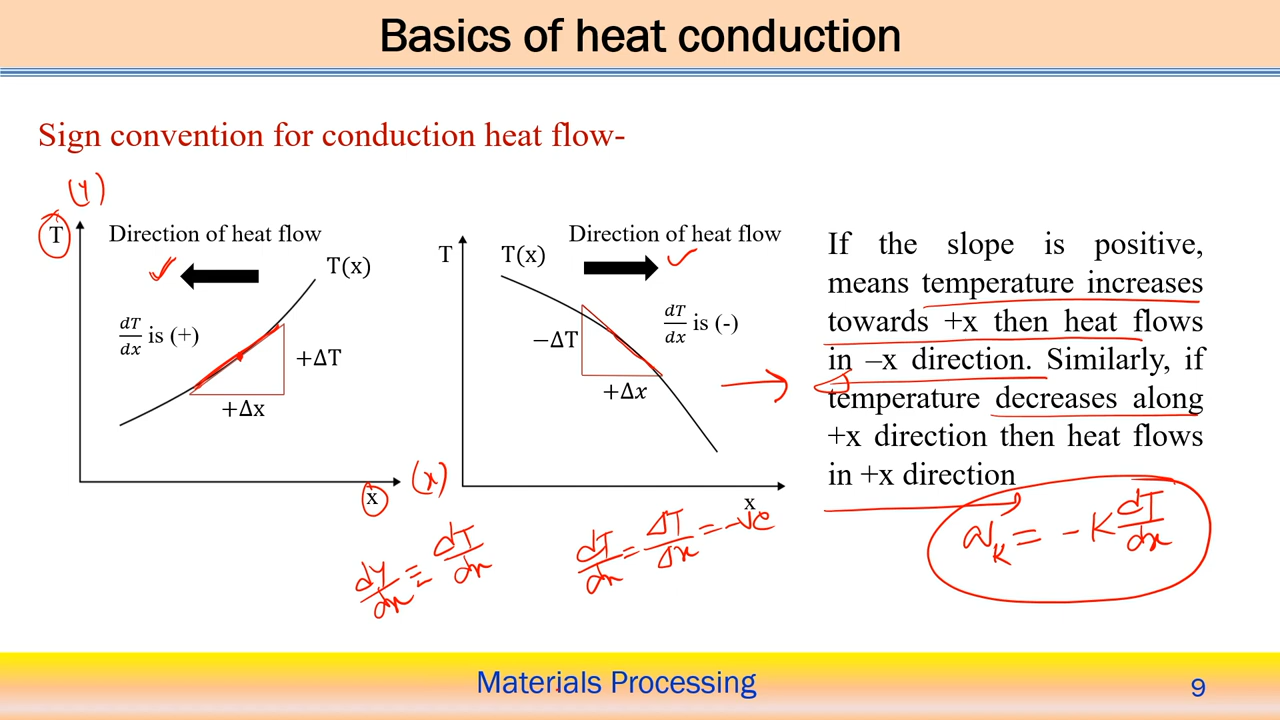 Basics of heat conduction
Sign convention for conduction heat flow-
(y)
T
Direction of heat flow
T(x)
dT/dx is (+)
+ΔT
+Δx
x
(x)
dy/dx = dT/dx
T
T(x)
Direction of heat flow
−ΔT
dT/dx is (-)
+Δx
x
dT/dx = ΔT/Δx = -ve
If the slope is positive,
means temperature increases
towards +x then heat flows
in –x direction. Similarly, if
temperature decreases along
+x direction then heat flows
in +x direction
= -K dT/dx
Materials Processing
9